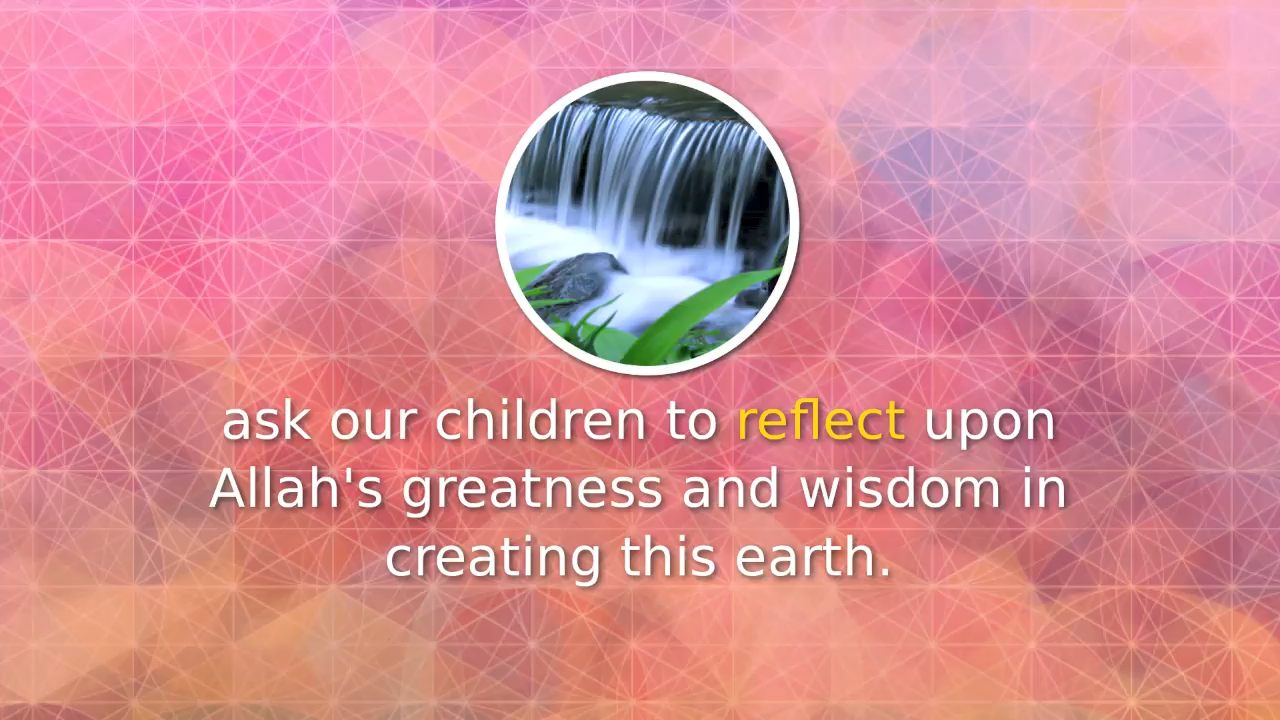 ask our children to reflect upon
Allah's greatness and wisdom in
creating this earth.